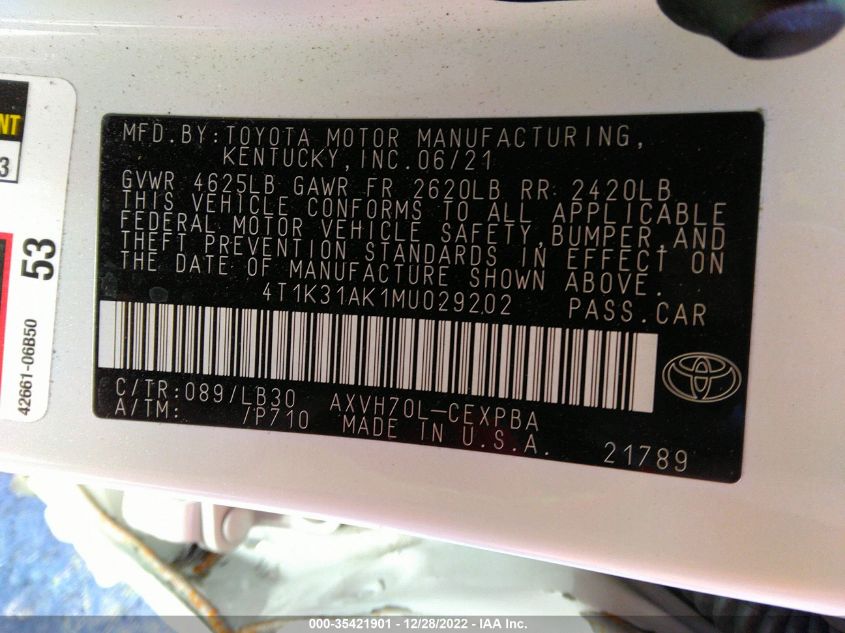 NT
3
53
42661-06B50
MFD.BY:TOYOTA MOTOR MANUFACTURING,
KENTUCKY,INC.06/21
GVWR 4625LB GAWR FR 2620LB RR 2420LB
THIS VEHICLE CONFORMS TO ALL APPLICABLE
FEDERAL MOTOR VEHICLE SAFETY,BUMPER,AND
THEFT PREVENTION STANDARDS IN EFFECT ON
THE DATE OF MANUFACTURE SHOWN ABOVE.
4T1K31AK1MU029202 PASS.CAR
C/TR:089/LB30 AXVH70L-CEXPBA
A/TM: /P710 MADE IN U.S.A. 21789
000-35421901 - 12/28/2022 - IAA Inc.